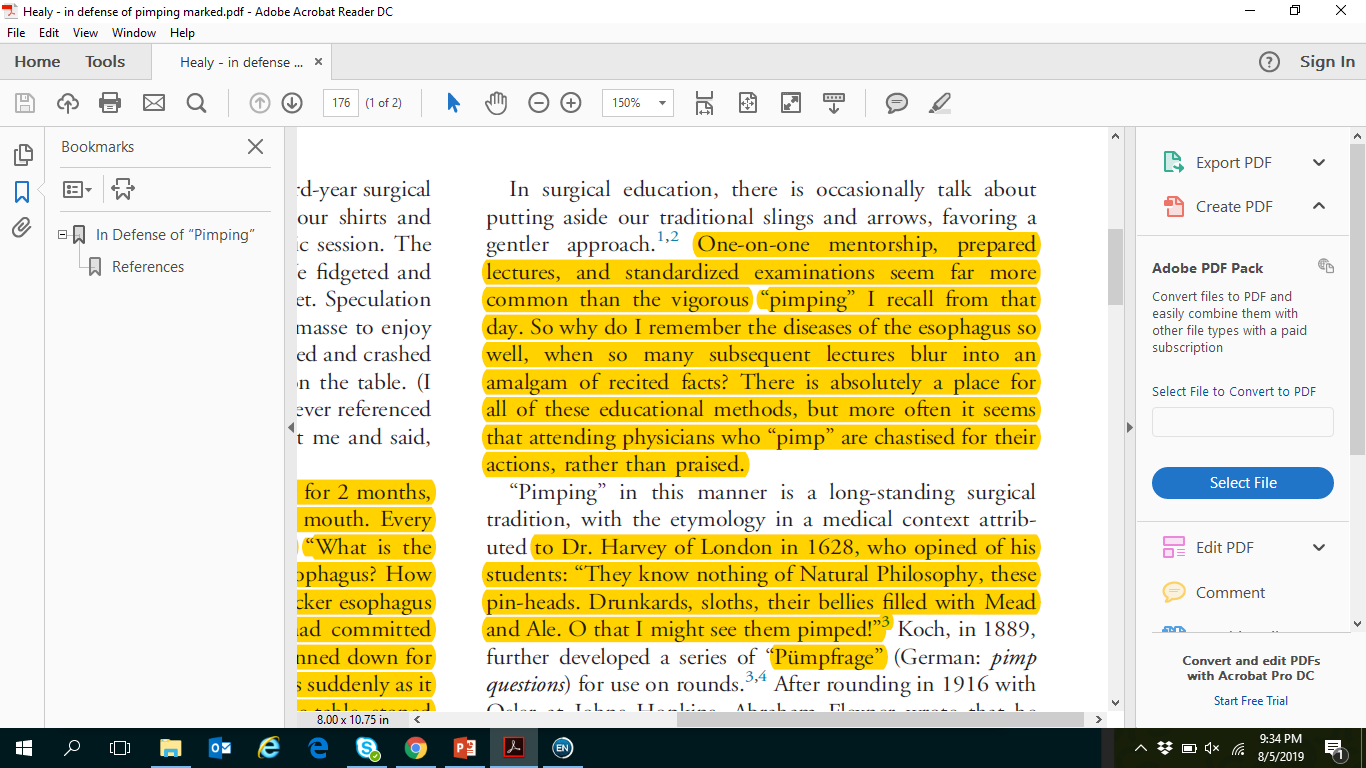 Healy - in defense of pimping marked.pdf - Adobe Acrobat Reader DC
File Edit View Window Help
Home Tools Healy - in defense ... × Sign In
176 (1 of 2) 150%
Bookmarks
In Defense of “Pimping”
References
rd-year surgical
our shirts and
ic session. The
fidgeted and
et. Speculation
masse to enjoy
ed and crashed
n the table. (I
ever referenced
t me and said,
for 2 months,
mouth. Every
“What is the
ophagus? How
cker esophagus
ad committed
nned down for
s suddenly as it
In surgical education, there is occasionally talk about
putting aside our traditional slings and arrows, favoring a
gentler approach.1,2 One-on-one mentorship, prepared
lectures, and standardized examinations seem far more
common than the vigorous “pimping” I recall from that
day. So why do I remember the diseases of the esophagus so
well, when so many subsequent lectures blur into an
amalgam of recited facts? There is absolutely a place for
all of these educational methods, but more often it seems
that attending physicians who “pimp” are chastised for their
actions, rather than praised.
“Pimping” in this manner is a long-standing surgical
tradition, with the etymology in a medical context attrib-
uted to Dr. Harvey of London in 1628, who opined of his
students: “They know nothing of Natural Philosophy, these
pin-heads. Drunkards, sloths, their bellies filled with Mead
and Ale. O that I might see them pimped!”3 Koch, in 1889,
further developed a series of “Pümpfrage” (German: pimp
questions) for use on rounds.3,4 After rounding in 1916 with
8.00 x 10.75 in
Export PDF
Create PDF
Adobe PDF Pack
Convert files to PDF and
easily combine them with
other file types with a paid
subscription
Select File to Convert to PDF
Select File
Edit PDF
Comment
Convert and edit PDFs
with Acrobat Pro DC
Start Free Trial
EN
9:34 PM
8/5/2019
1